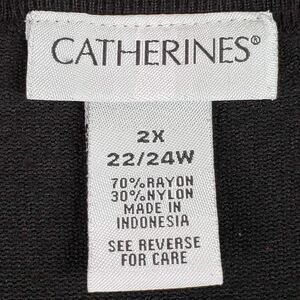 CATHERINES®
2X
22/24W
70%RAYON
30%NYLON
MADE IN
INDONESIA
SEE REVERSE
FOR CARE